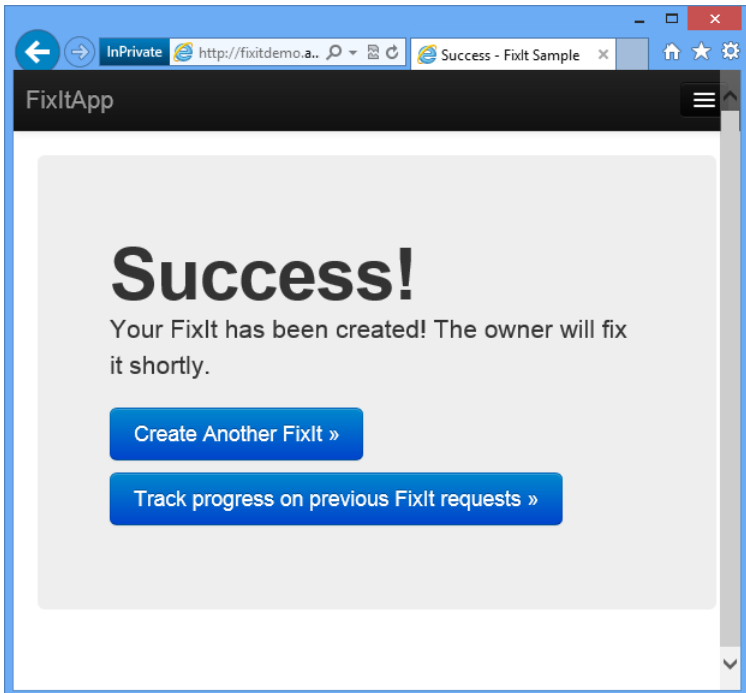 InPrivate http://fixitdemo.a.. Success - FixIt Sample
FixItApp
Success!
Your FixIt has been created! The owner will fix
it shortly.
Create Another FixIt »
Track progress on previous FixIt requests »